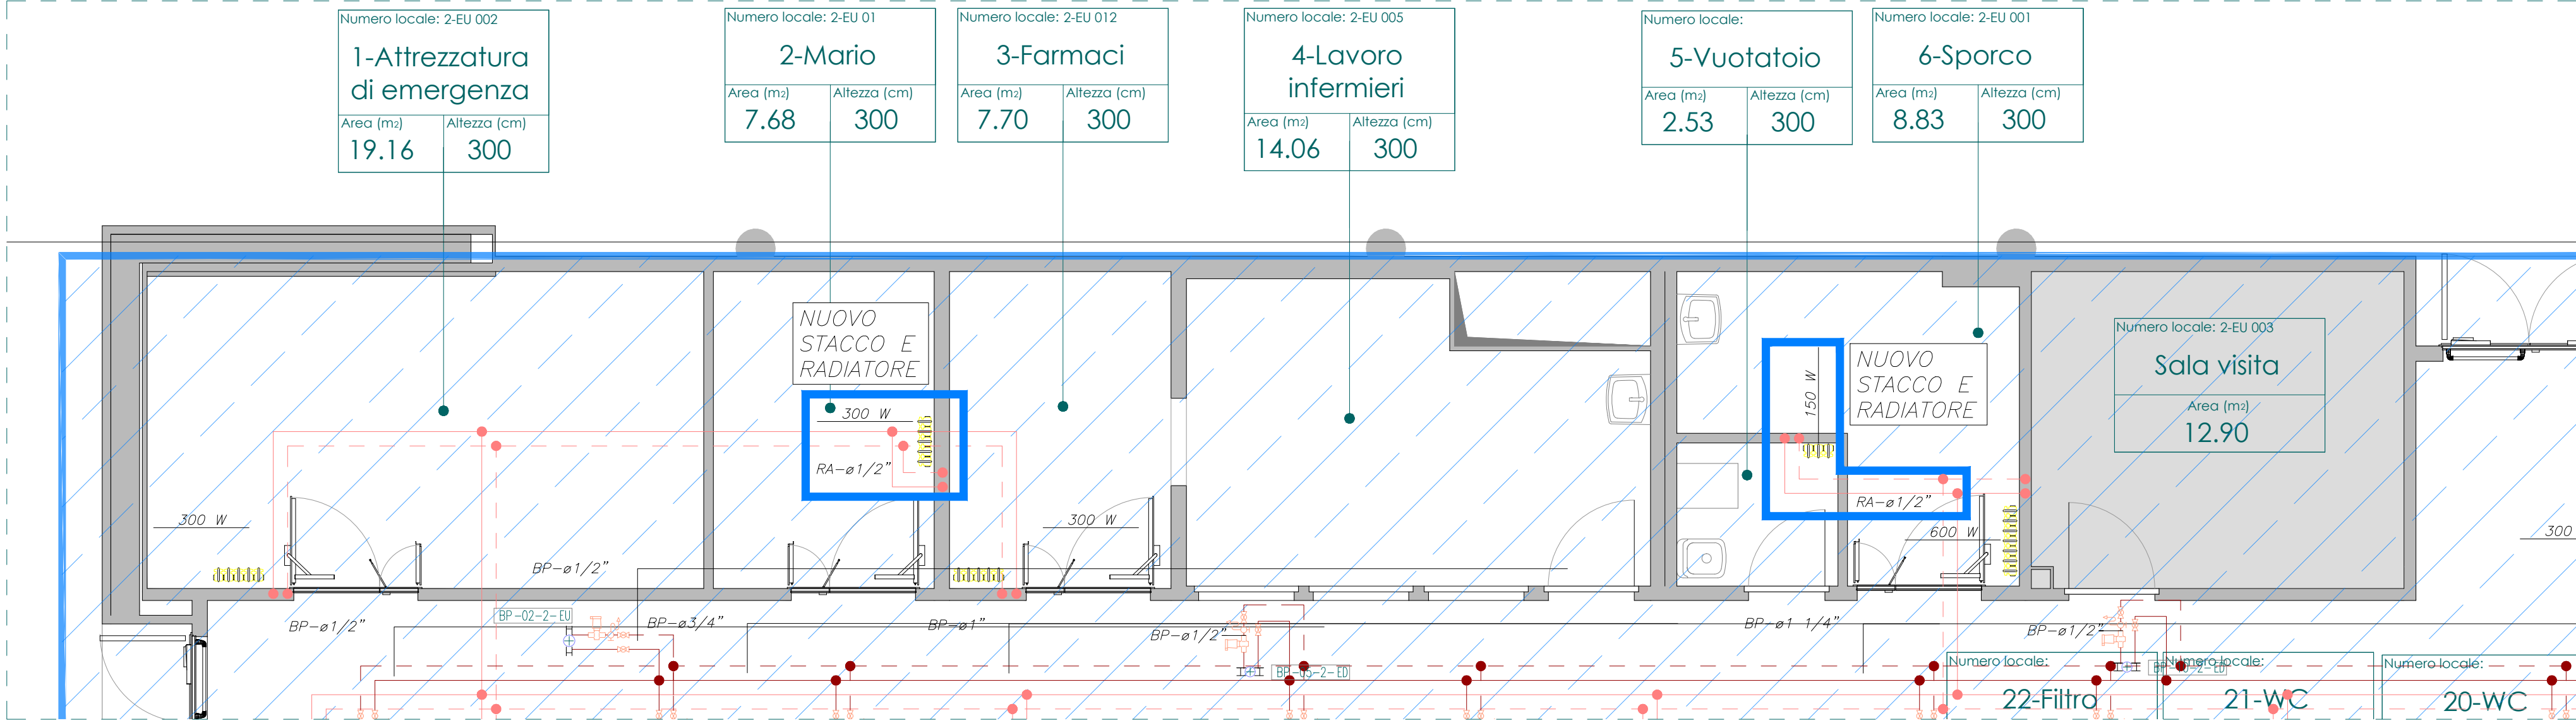 Numero locale: 2-EU 002
1-Attrezzatura
di emergenza
Area (m2)
Altezza (cm)
19.16
300
Numero locale: 2-EU 01
2-Mario
Area (m2)
Altezza (cm)
7.68
300
Numero locale: 2-EU 012
3-Farmaci
Area (m2)
Altezza (cm)
7.70
300
Numero locale: 2-EU 005
4-Lavoro
infermieri
Area (m2)
Altezza (cm)
14.06
300
Numero locale:
5-Vuotatoio
Area (m2)
Altezza (cm)
2.53
300
Numero locale: 2-EU 001
6-Sporco
Area (m2)
Altezza (cm)
8.83
300
NUOVO
STACCO E
RADIATORE
300 W
RA-ø1/2"
NUOVO
STACCO E
RADIATORE
150 W
RA-ø1/2"
600 W
Numero locale: 2-EU 003
Sala visita
Area (m2)
12.90
300 W
300 W
300
BP-ø1/2"
BP-02-2-EU
BP-ø1/2"
BP-ø3/4"
BP-ø1"
BP-ø1/2"
BP-ø1 1/4"
BP-ø1/2"
BP-05-2-ED
Numero locale:
22-Filtro
Numero locale:
21-WC
Numero locale:
20-WC